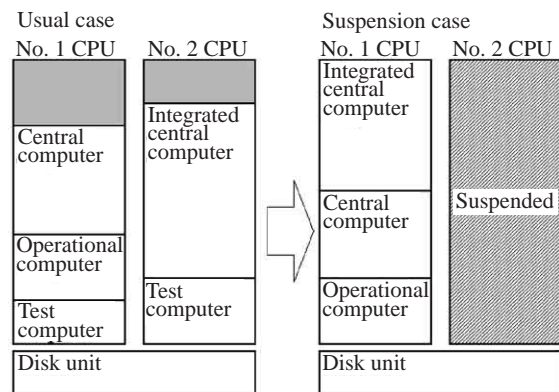 Usual case
No. 1 CPU
No. 2 CPU
Central
computer
Operational
computer
Test
computer
Integrated
central
computer
Test
computer
Disk unit
Suspension case
No. 1 CPU
No. 2 CPU
Integrated
central
computer
Central
computer
Operational
computer
Suspended
Disk unit